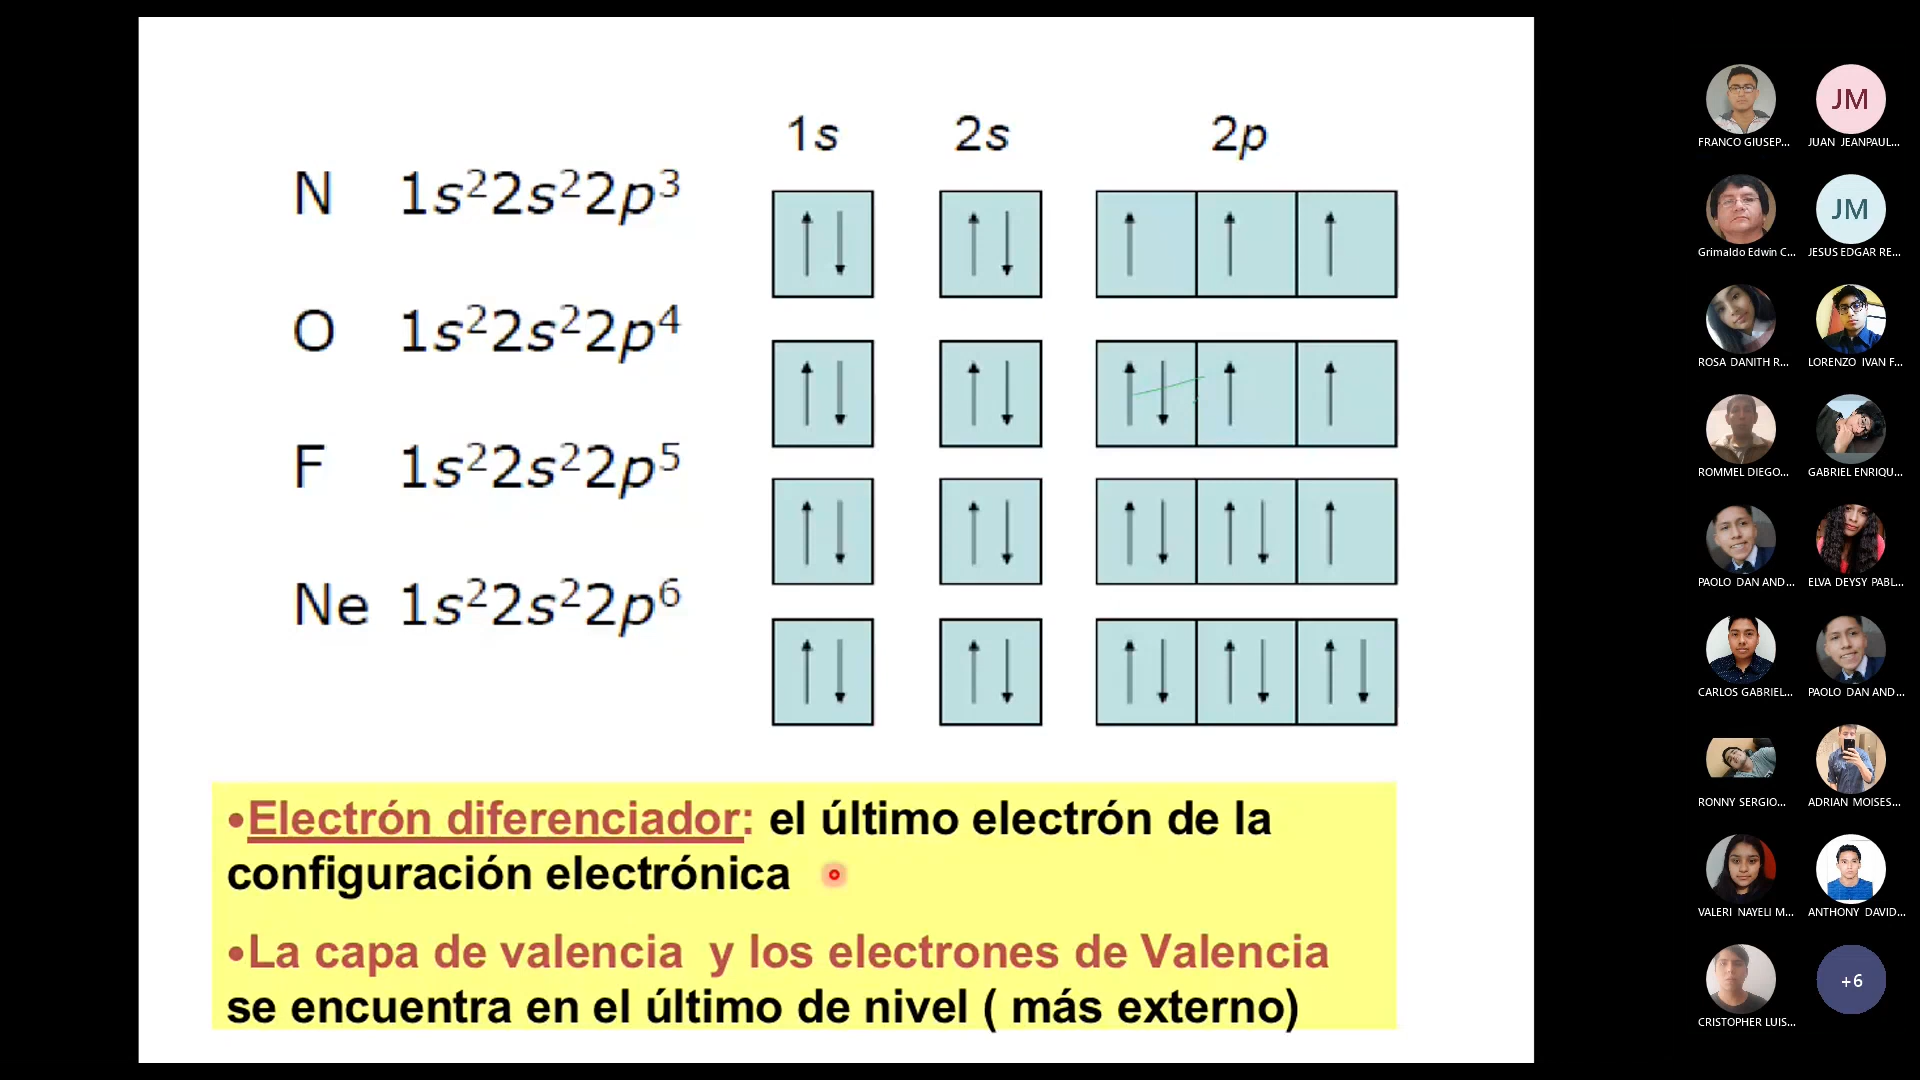 1s 2s 2p
N 1s²2s²2p³
O 1s²2s²2p⁴
F 1s²2s²2p⁵
Ne 1s²2s²2p⁶
•Electrón diferenciador: el último electrón de la
configuración electrónica
•La capa de valencia y los electrones de Valencia
se encuentra en el último de nivel ( más externo)
JM
FRANCO GIUSEP... JUAN JEANPAUL...
JM
Grimaldo Edwin C... JESUS EDGAR RE...
ROSA DANITH R... LORENZO IVAN F...
ROMMEL DIEGO... GABRIEL ENRIQU...
PAOLO DAN AND... ELVA DEYSY PABL...
CARLOS GABRIEL... PAOLO DAN AND...
RONNY SERGIO... ADRIAN MOISES...
VALERI NAYELI M... ANTHONY DAVID...
+6
CRISTOPHER LUIS...